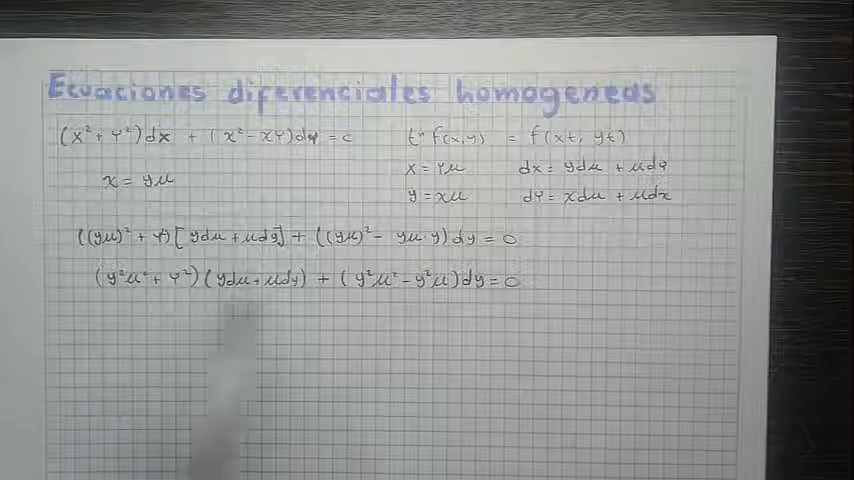 Ecuaciones diferenciales homogeneas
(x² + y²)dx + (x² - xy)dy = 0
tⁿ f(x,y) = f(xt, yt)
x = yu
x = yu dx = ydu + udy
y = xu dy = xdu + udx
((yu)² + y²)[ydu + udy] + ((yu)² - yu y)dy = 0
(y²u² + y²)(ydu + udy) + (y²u² - y²u)dy = 0